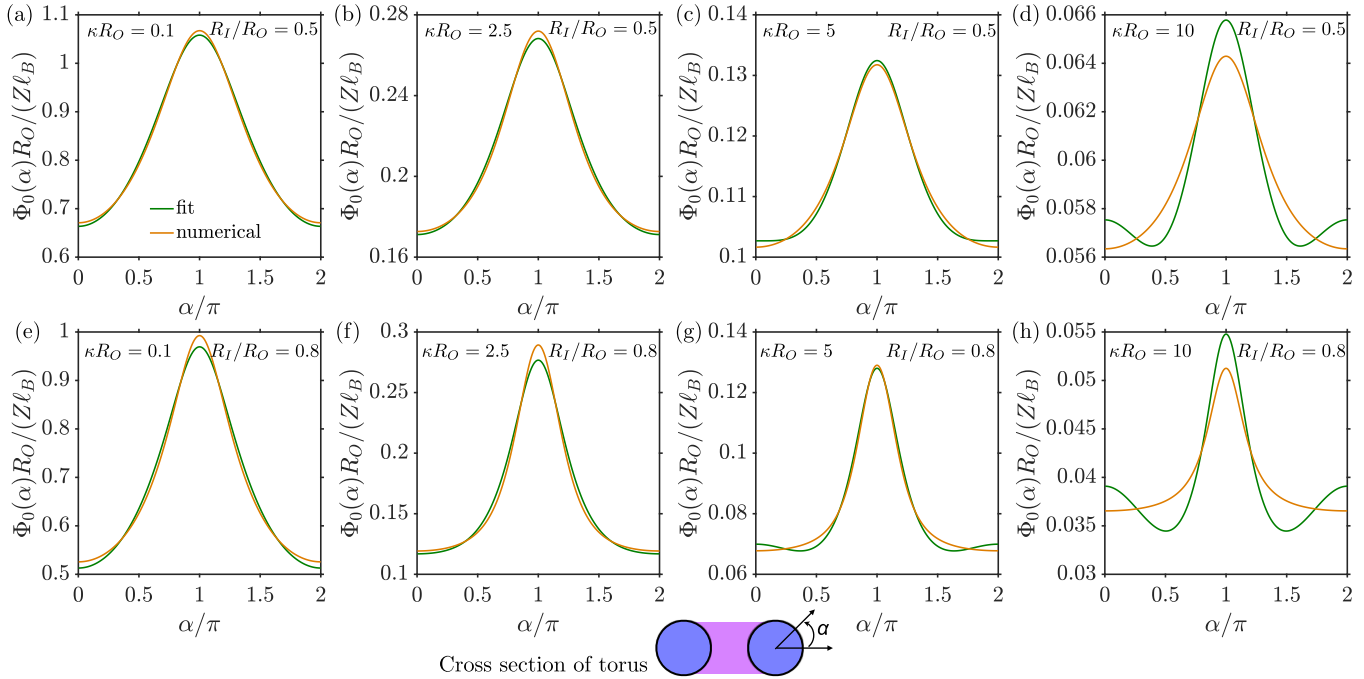 (a) κR_O = 0.1 R_I/R_O = 0.5
Φ_0(α)R_O/(Zℓ_B)
1.1
1
0.9
0.8
0.7
0.6
fit
numerical
0 0.5 1 1.5 2
α/π
(b) κR_O = 2.5 R_I/R_O = 0.5
Φ_0(α)R_O/(Zℓ_B)
0.28
0.24
0.2
0.16
0 0.5 1 1.5 2
α/π
(c) κR_O = 5 R_I/R_O = 0.5
Φ_0(α)R_O/(Zℓ_B)
0.14
0.13
0.12
0.11
0.1
0 0.5 1 1.5 2
α/π
(d) κR_O = 10 R_I/R_O = 0.5
Φ_0(α)R_O/(Zℓ_B)
0.066
0.064
0.062
0.06
0.058
0.056
0 0.5 1 1.5 2
α/π
(e) κR_O = 0.1 R_I/R_O = 0.8
Φ_0(α)R_O/(Zℓ_B)
1
0.9
0.8
0.7
0.6
0.5
0 0.5 1 1.5 2
α/π
(f) κR_O = 2.5 R_I/R_O = 0.8
Φ_0(α)R_O/(Zℓ_B)
0.3
0.25
0.2
0.15
0.1
0 0.5 1 1.5 2
α/π
(g) κR_O = 5 R_I/R_O = 0.8
Φ_0(α)R_O/(Zℓ_B)
0.14
0.12
0.1
0.08
0.06
0 0.5 1 1.5 2
α/π
(h) κR_O = 10 R_I/R_O = 0.8
Φ_0(α)R_O/(Zℓ_B)
0.055
0.05
0.045
0.04
0.035
0.03
0 0.5 1 1.5 2
α/π
α
Cross section of torus